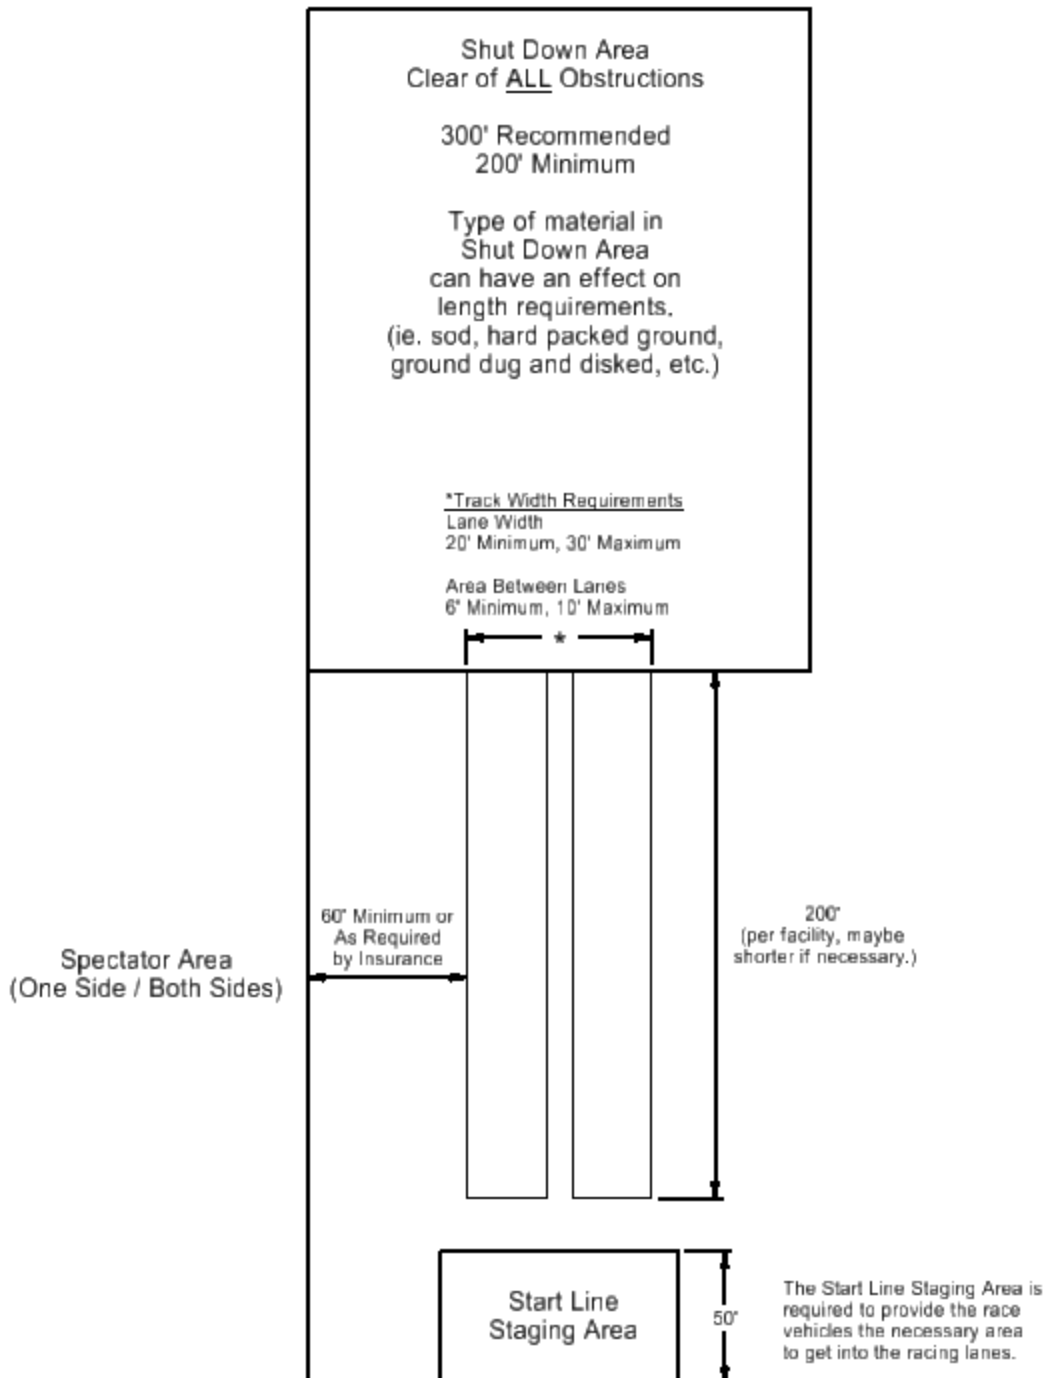 Shut Down Area
Clear of ALL Obstructions
300' Recommended
200' Minimum
Type of material in
Shut Down Area
can have an effect on
length requirements.
(ie. sod, hard packed ground,
ground dug and disked, etc.)
*Track Width Requirements
Lane Width
20' Minimum, 30' Maximum
Area Between Lanes
6' Minimum, 10' Maximum
*
60' Minimum or
As Required
by Insurance
Spectator Area
(One Side / Both Sides)
200'
(per facility, maybe
shorter if necessary.)
Start Line
Staging Area
50'
The Start Line Staging Area is
required to provide the race
vehicles the necessary area
to get into the racing lanes.